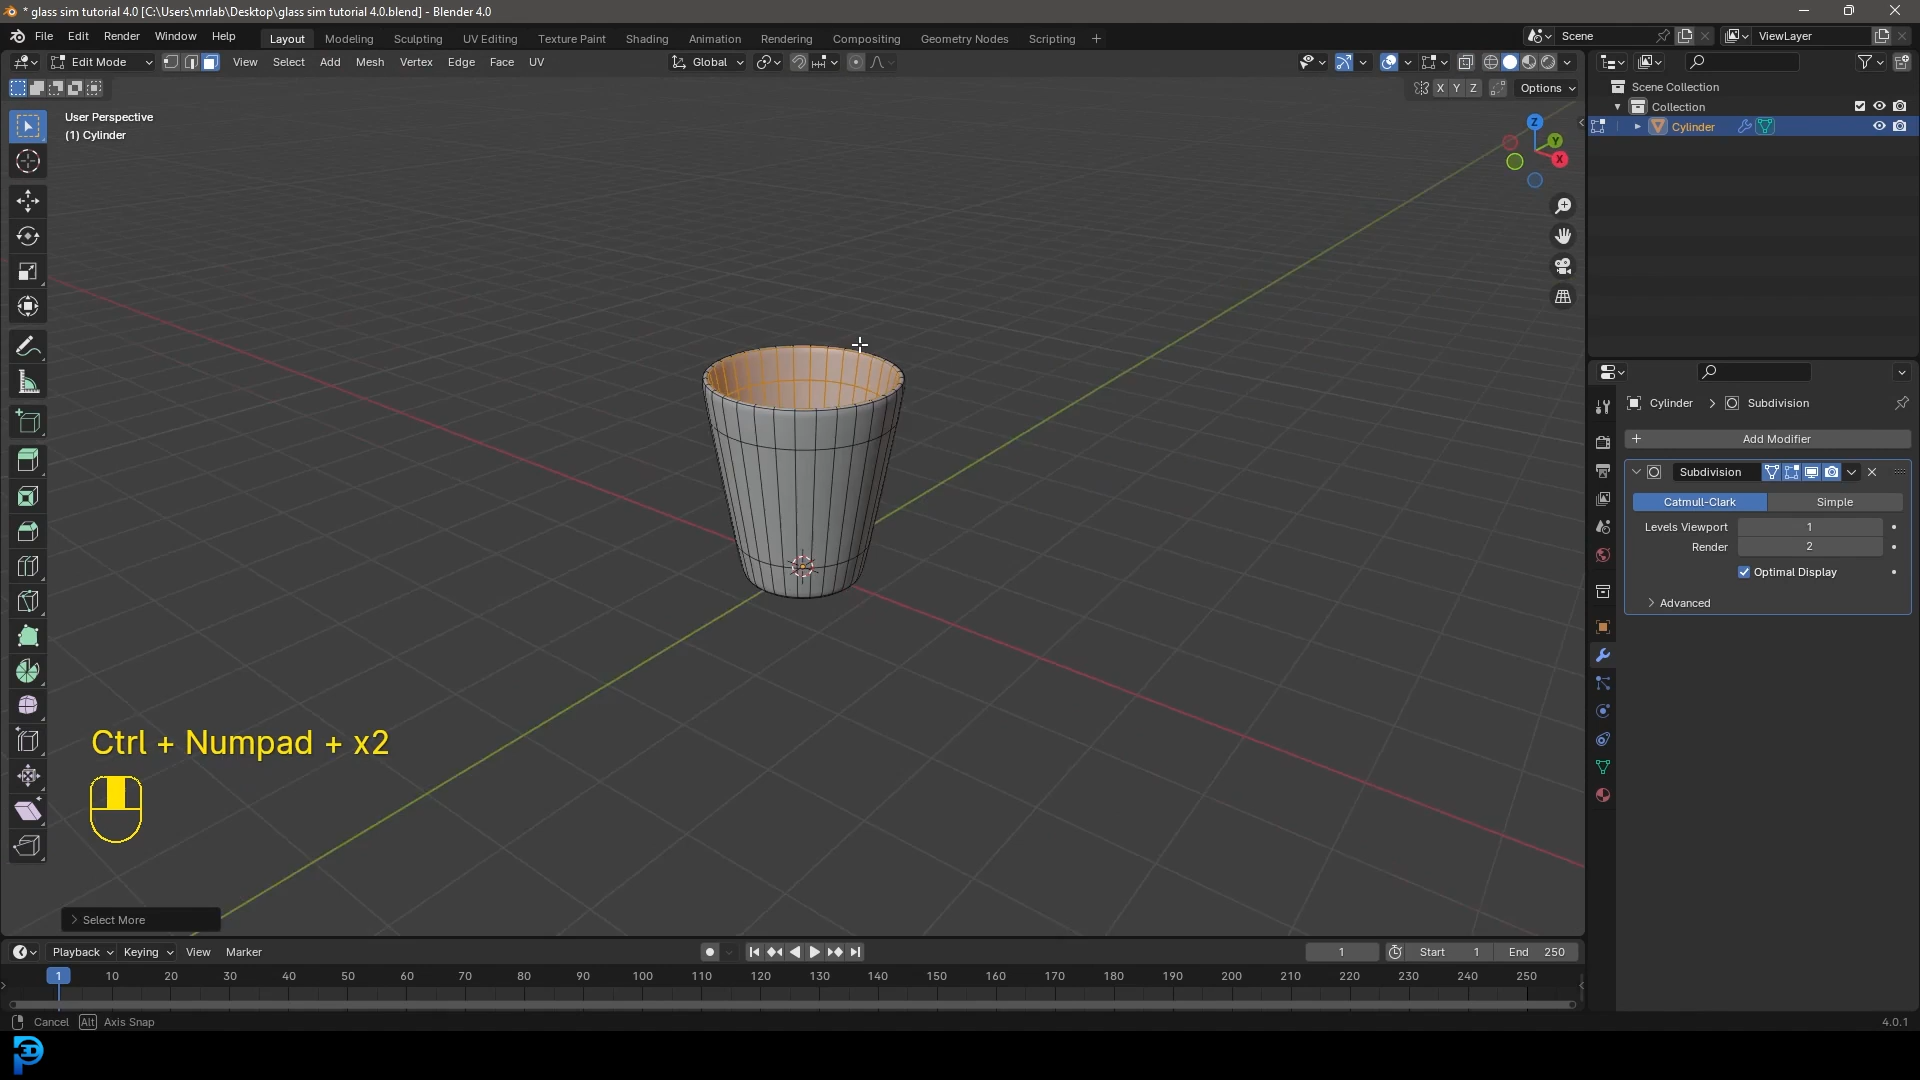 * glass sim tutorial 4.0 [C:\Users\mrlab\Desktop\glass sim tutorial 4.0.blend] - Blender 4.0
File Edit Render Window Help Layout Modeling Sculpting UV Editing Texture Paint Shading Animation Rendering Compositing Geometry Nodes Scripting + Scene ViewLayer
Edit Mode View Select Add Mesh Vertex Edge Face UV Global
X Y Z Options
User Perspective
(1) Cylinder
Z
Y
X
Scene Collection
Collection
Cylinder
Cylinder > Subdivision
+ Add Modifier
Subdivision
Catmull-Clark Simple
Levels Viewport 1
Render 2
Optimal Display
> Advanced
Ctrl + Numpad + x2
> Select More
Playback Keying View Marker 1 Start 1 End 250
1 10 20 30 40 50 60 70 80 90 100 110 120 130 140 150 160 170 180 190 200 210 220 230 240 250
Cancel Alt Axis Snap 4.0.1
3D